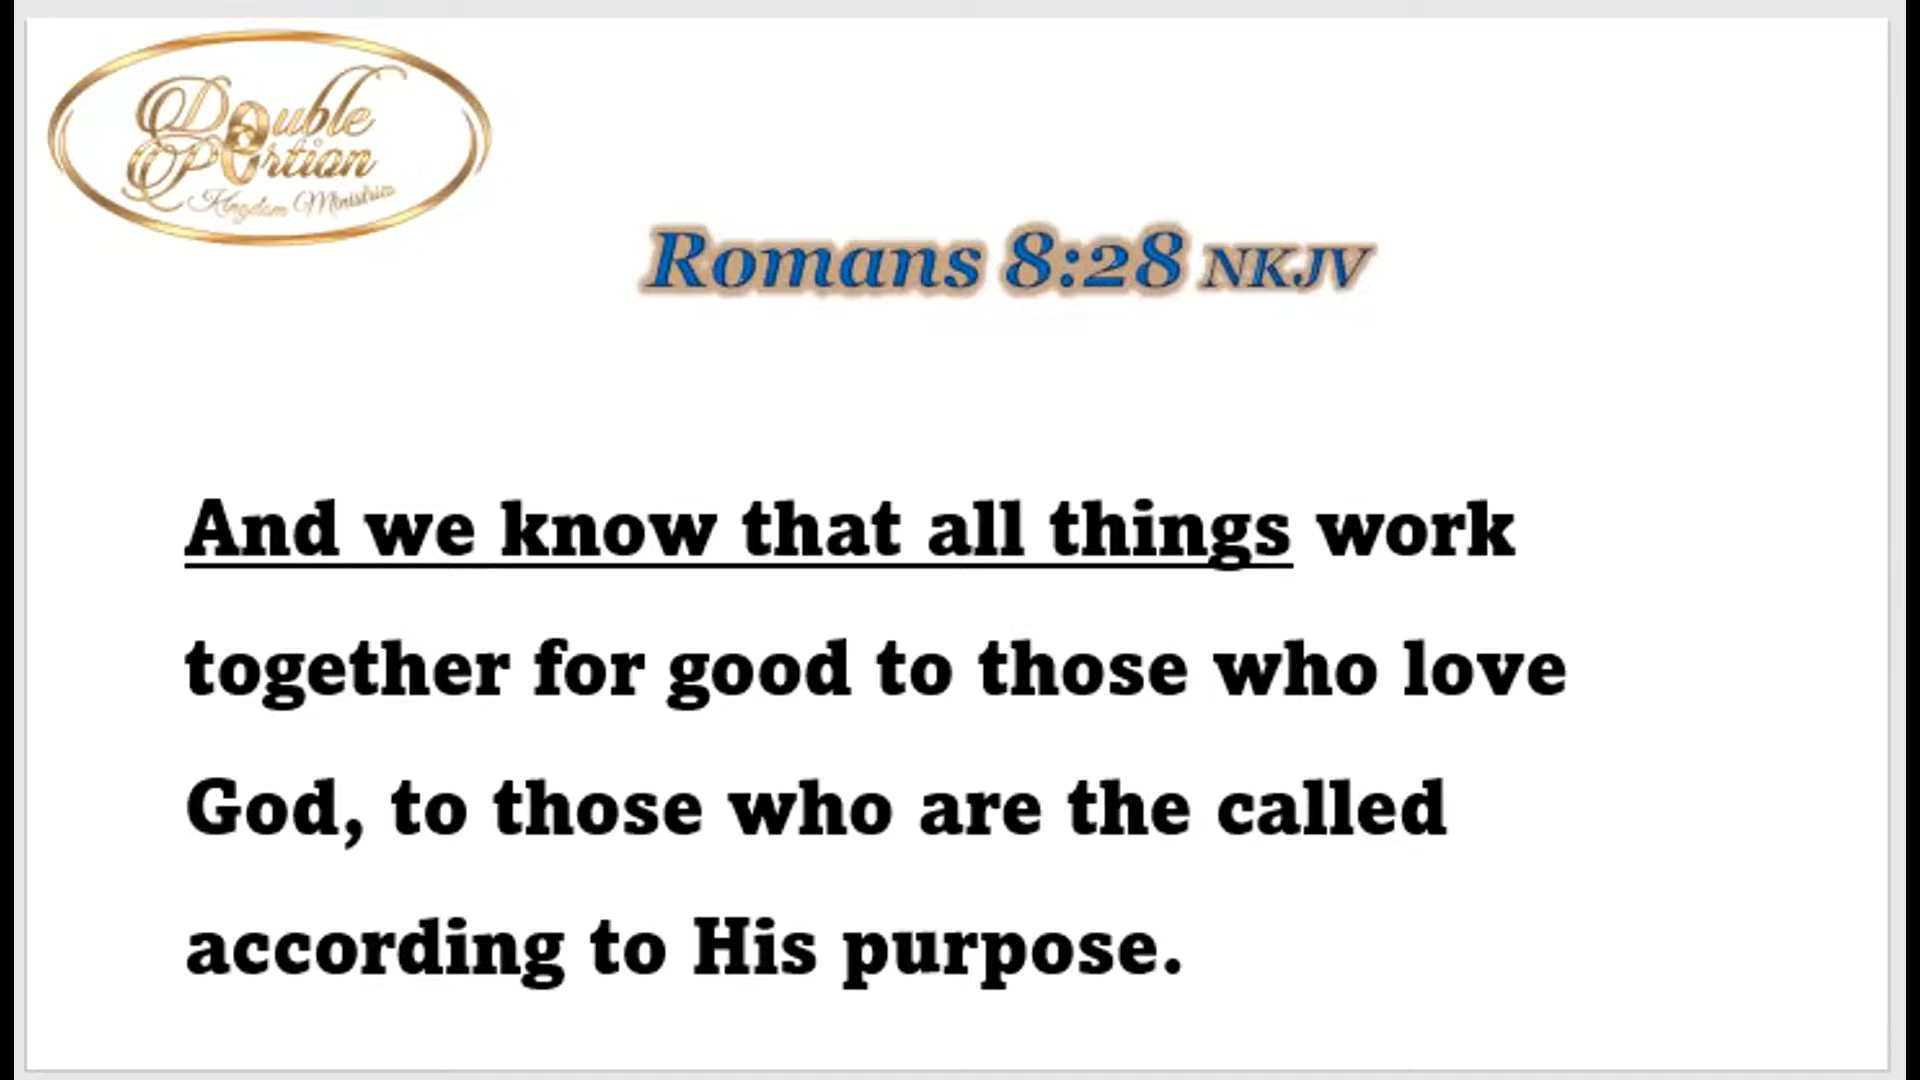 Double
Portion
Kingdom Ministries
Romans 8:28 NKJV
And we know that all things work
together for good to those who love
God, to those who are the called
according to His purpose.